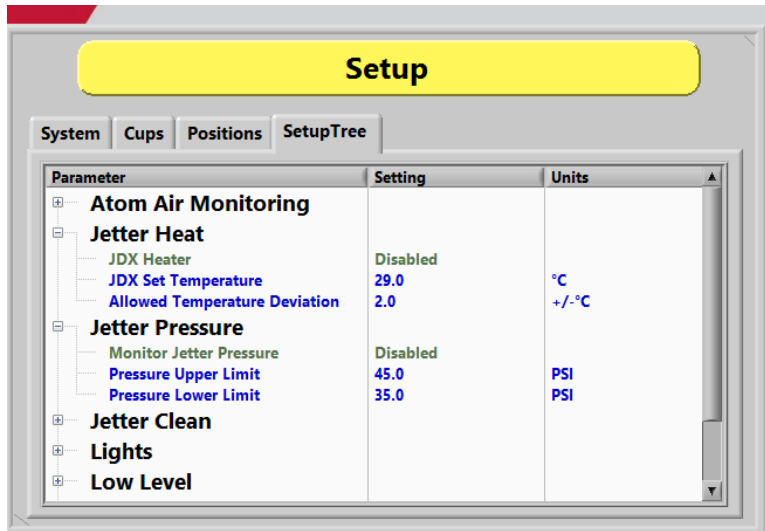 Setup
System Cups Positions SetupTree
Parameter Setting Units
Atom Air Monitoring
Jetter Heat
JDX Heater Disabled
JDX Set Temperature 29.0 °C
Allowed Temperature Deviation 2.0 +/-°C
Jetter Pressure
Monitor Jetter Pressure Disabled
Pressure Upper Limit 45.0 PSI
Pressure Lower Limit 35.0 PSI
Jetter Clean
Lights
Low Level